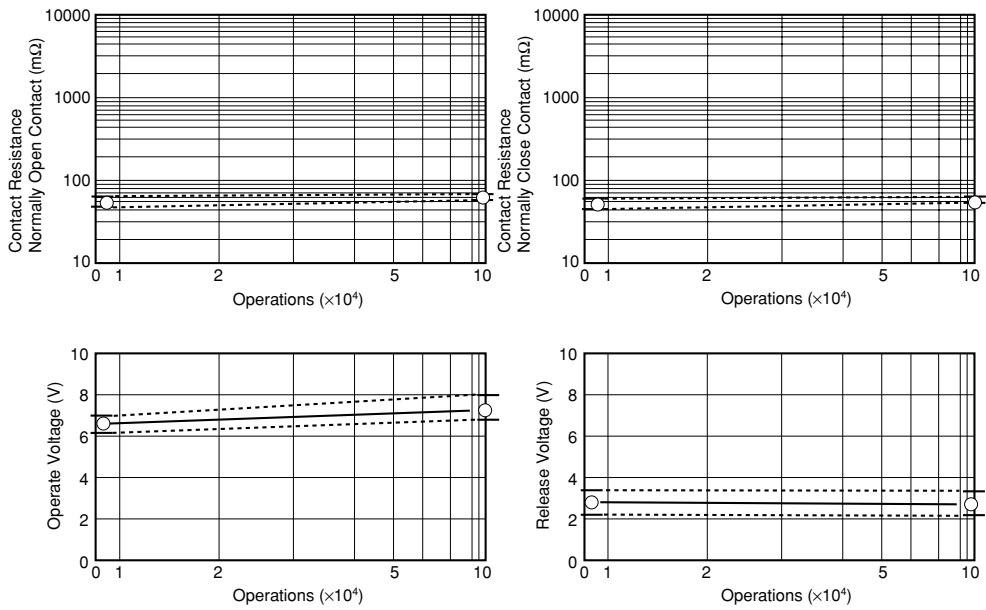 Contact Resistance
Normally Open Contact (mΩ)
10000
1000
100
10
0 1 2 5 10
Operations (×10⁴)
Contact Resistance
Normally Close Contact (mΩ)
10000
1000
100
10
0 1 2 5 10
Operations (×10⁴)
Operate Voltage (V)
10
8
6
4
2
0
0 1 2 5 10
Operations (×10⁴)
Release Voltage (V)
10
8
6
4
2
0
0 1 2 5 10
Operations (×10⁴)